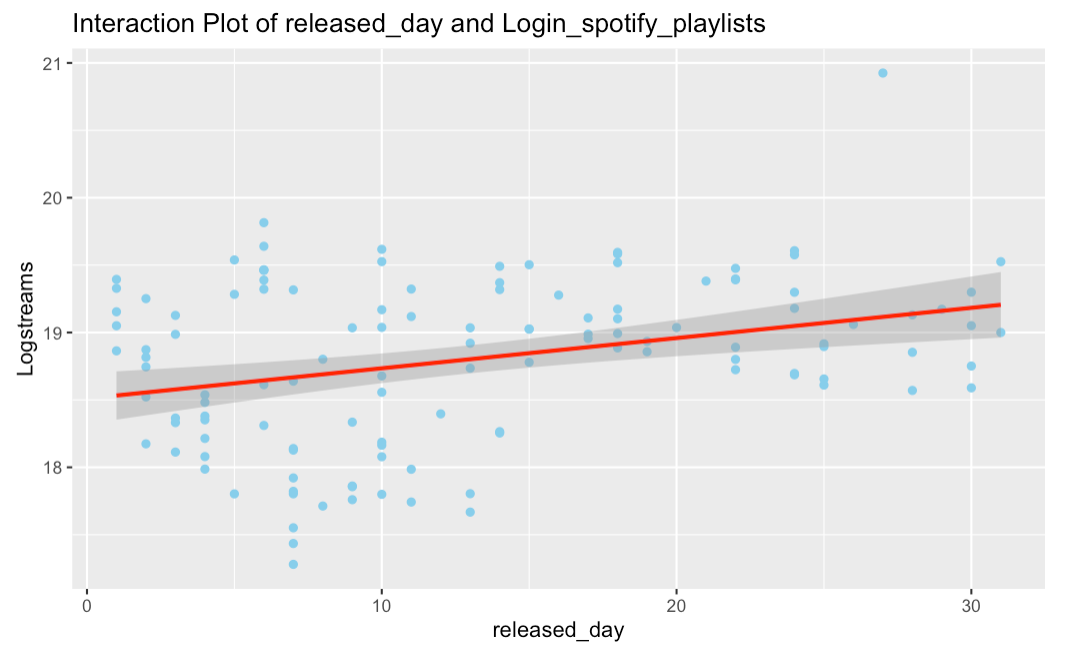 Interaction Plot of released_day and Login_spotify_playlists
21
20
19
18
Logstreams
0 10 20 30
released_day